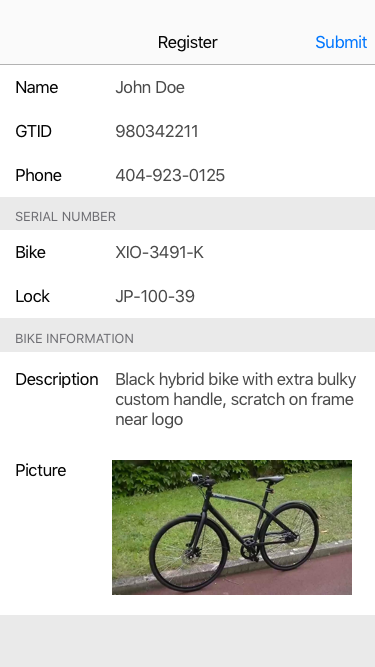 Register
Submit
Name John Doe
GTID 980342211
Phone 404-923-0125
SERIAL NUMBER
Bike XIO-3491-K
Lock JP-100-39
BIKE INFORMATION
Description Black hybrid bike with extra bulky
custom handle, scratch on frame
near logo
Picture